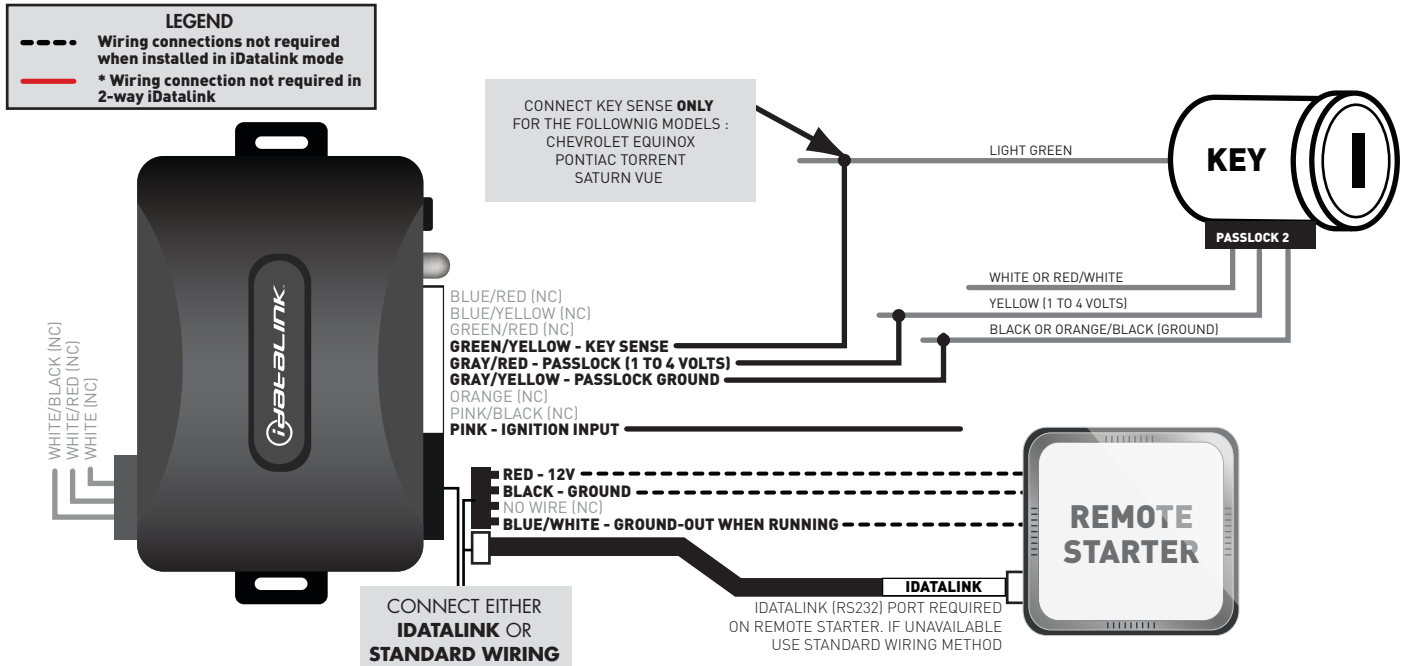 LEGEND
Wiring connections not required
when installed in iDatalink mode
* Wiring connection not required in
2-way iDatalink
CONNECT KEY SENSE ONLY
FOR THE FOLLOWNIG MODELS :
CHEVROLET EQUINOX
PONTIAC TORRENT
SATURN VUE
LIGHT GREEN
KEY
PASSLOCK 2
WHITE OR RED/WHITE
YELLOW (1 TO 4 VOLTS)
BLACK OR ORANGE/BLACK (GROUND)
idatalink
BLUE/RED (NC)
BLUE/YELLOW (NC)
GREEN/RED (NC)
GREEN/YELLOW - KEY SENSE
GRAY/RED - PASSLOCK (1 TO 4 VOLTS)
GRAY/YELLOW - PASSLOCK GROUND
ORANGE (NC)
PINK/BLACK (NC)
PINK - IGNITION INPUT
WHITE/BLACK (NC)
WHITE/RED (NC)
WHITE (NC)
RED - 12V
BLACK - GROUND
NO WIRE (NC)
BLUE/WHITE - GROUND-OUT WHEN RUNNING
REMOTE
STARTER
IDATALINK
CONNECT EITHER
IDATALINK OR
STANDARD WIRING
IDATALINK (RS232) PORT REQUIRED
ON REMOTE STARTER. IF UNAVAILABLE
USE STANDARD WIRING METHOD